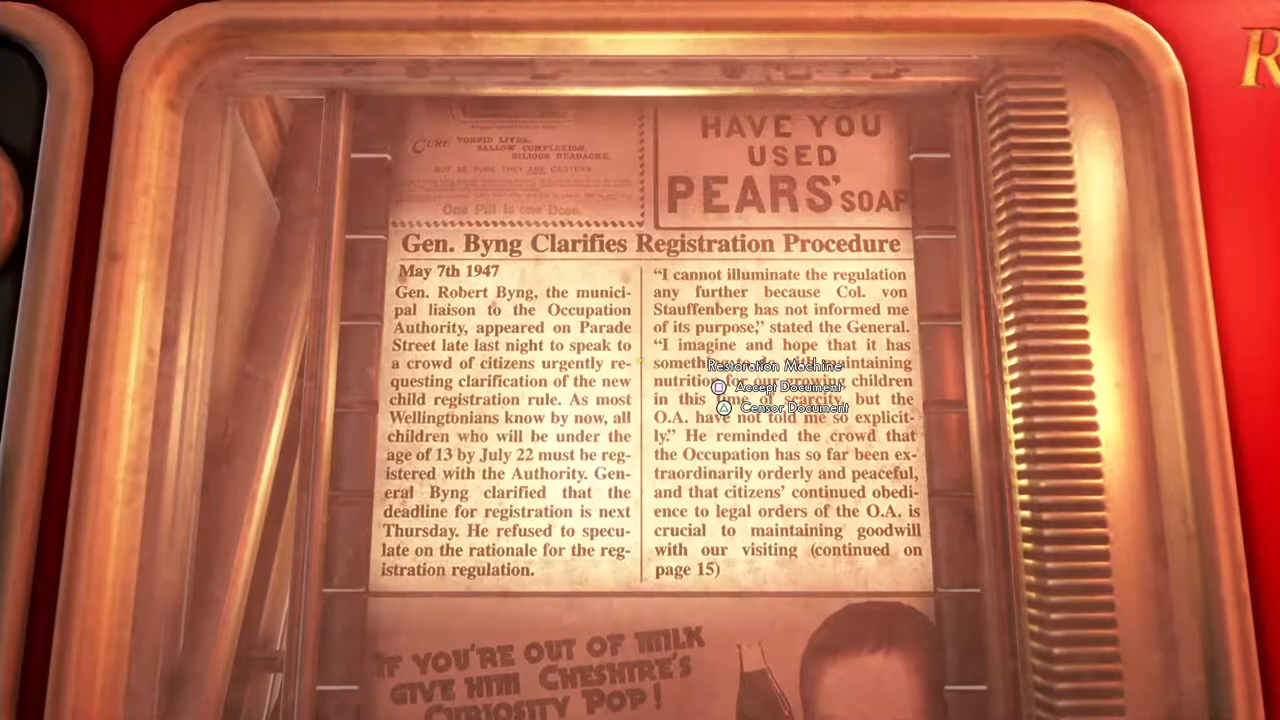 CURE TORPID LIVER.
SALLOW COMPLEXION.
BILIOUS HEADACHE.
BUT BE SURE THEY ARE CARTERS.
One Pill is one Dose.
HAVE YOU
USED
PEARS' SOAP
R
Gen. Byng Clarifies Registration Procedure
May 7th 1947
Gen. Robert Byng, the munici-
pal liaison to the Occupation
Authority, appeared on Parade
Street late last night to speak to
a crowd of citizens urgently re-
questing clarification of the new
child registration rule. As most
Wellingtonians know by now, all
children who will be under the
age of 13 by July 22 must be reg-
istered with the Authority. Gen-
eral Byng clarified that the
deadline for registration is next
Thursday. He refused to specu-
late on the rationale for the reg-
istration regulation.
“I cannot illuminate the regulation
any further because Col. von
Stauffenberg has not informed me
of its purpose,” stated the General.
“I imagine and hope that it has
something to do with maintaining
nutrition for our growing children
in this time of scarcity, but the
O.A. have not told me so explicit-
ly.” He reminded the crowd that
the Occupation has so far been ex-
traordinarily orderly and peaceful,
and that citizens’ continued obedi-
ence to legal orders of the O.A. is
crucial to maintaining goodwill
with our visiting (continued on
page 15)
Restoration Machine
Accept Document
Censor Document
IF YOU'RE OUT OF MILK
GIVE HIM CHESHIRE'S
CURIOSITY POP!